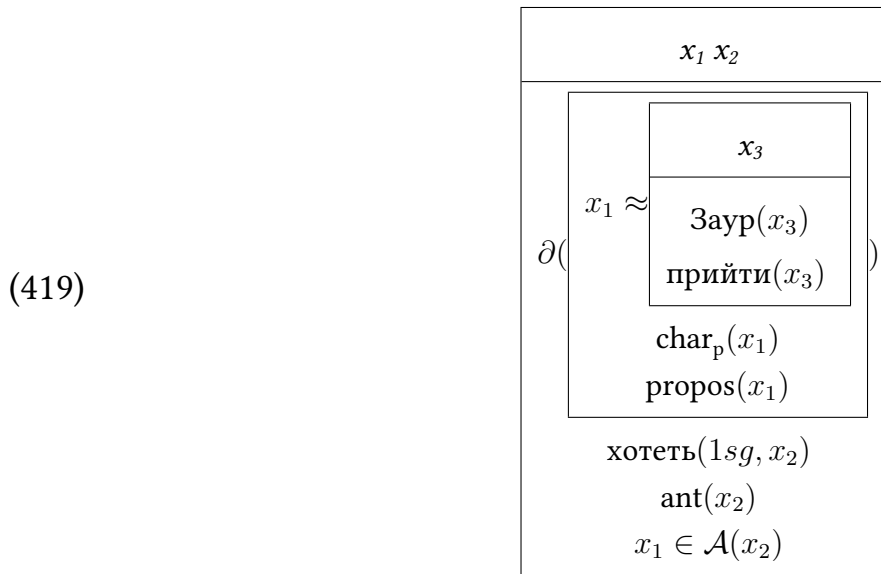 (419)
x₁ x₂
x₃
x₁ ≈
Заур(x₃)
∂(
прийти(x₃)
)
charₚ(x₁)
propos(x₁)
хотеть(1sg, x₂)
ant(x₂)
x₁ ∈ 𝒜(x₂)